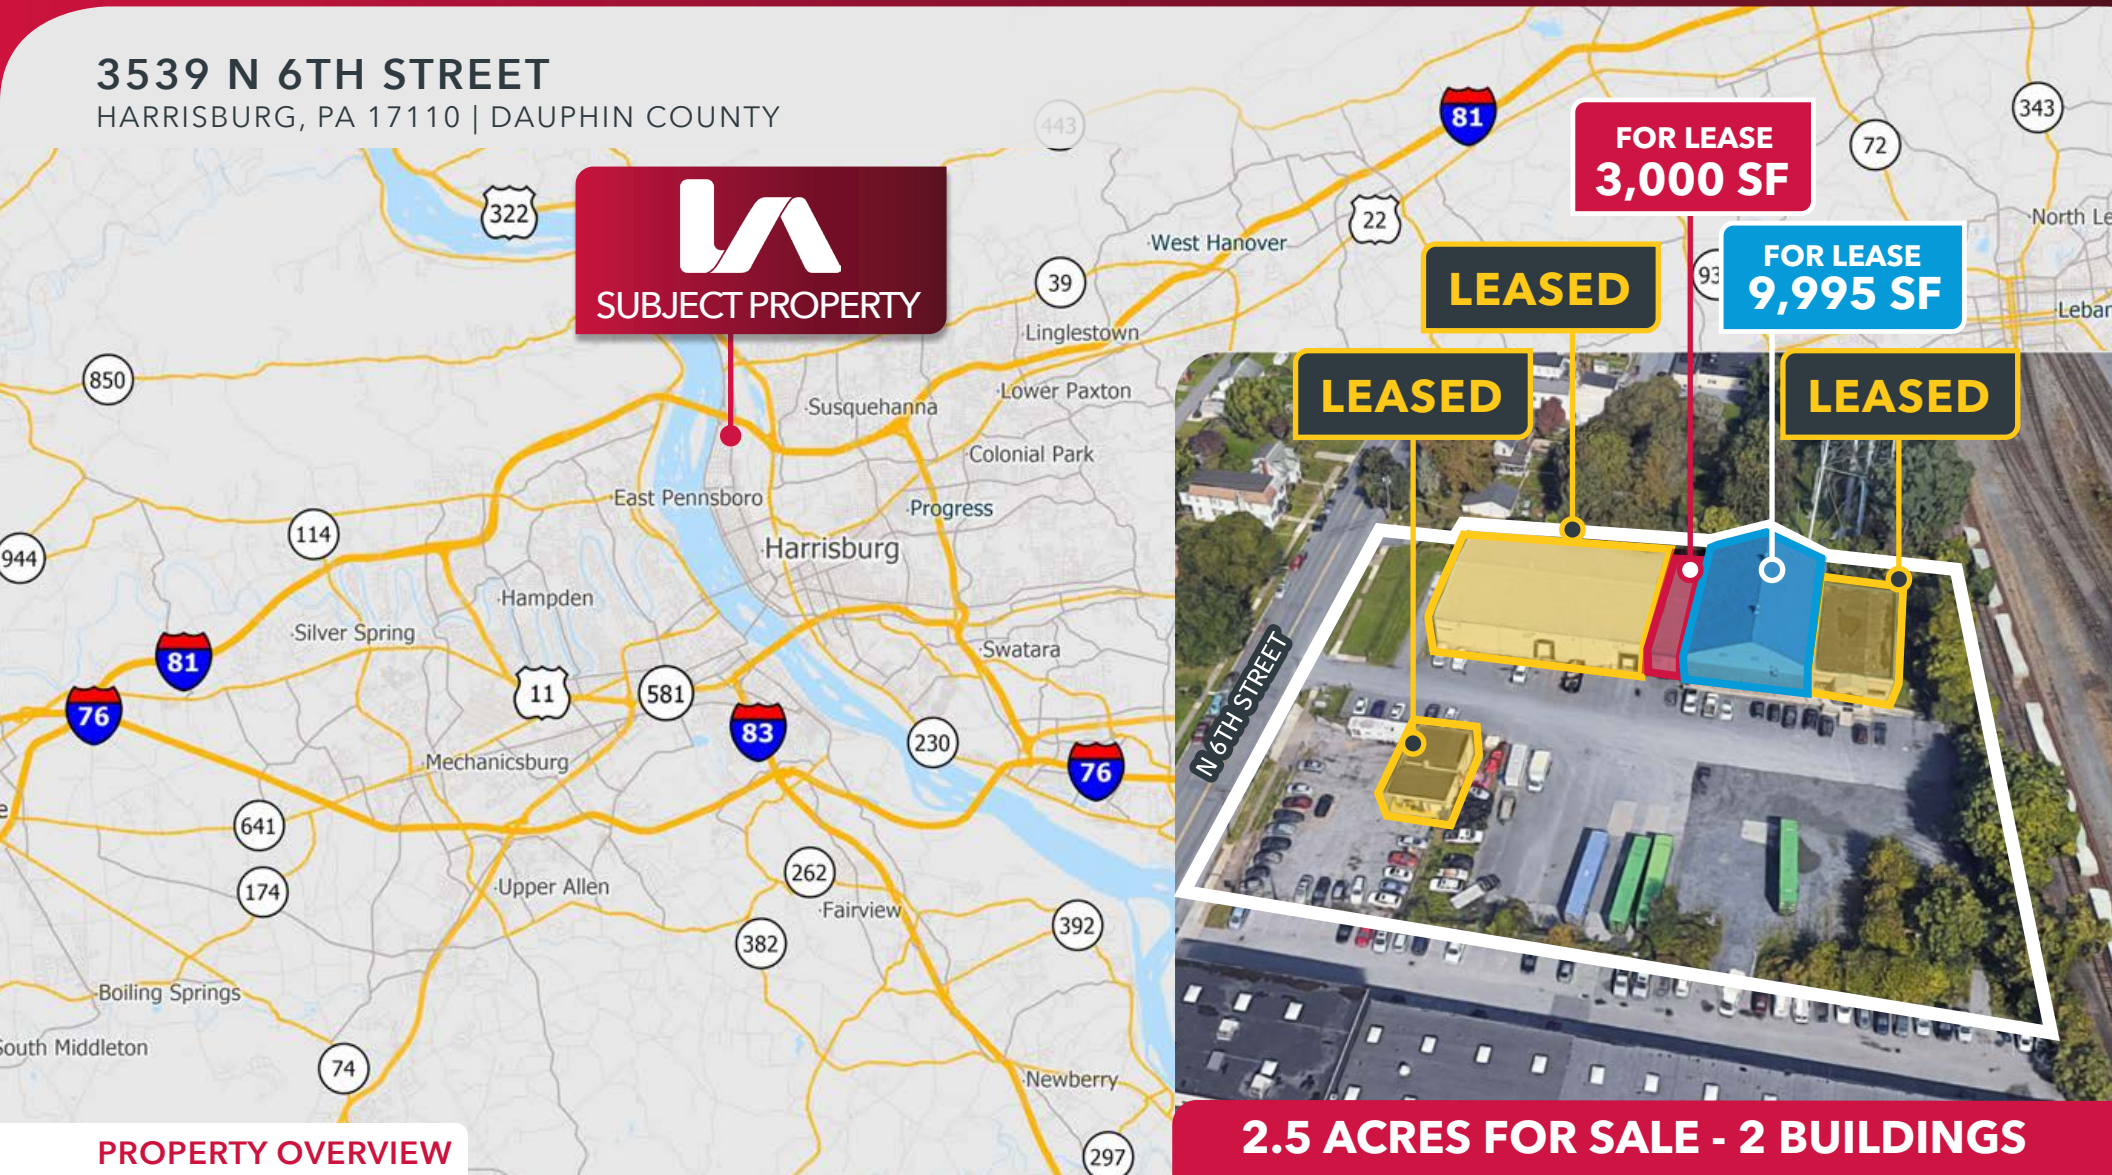 3539 N 6TH STREET
HARRISBURG, PA 17110 | DAUPHIN COUNTY
443
81
343
72
FOR LEASE
3,000 SF
322
22
North Le
West Hanover
LA
SUBJECT PROPERTY
39
LEASED
93
FOR LEASE
9,995 SF
Lebar
Linglestown
850
Susquehanna
Lower Paxton
LEASED
LEASED
Colonial Park
East Pennsboro
Progress
114
944
Harrisburg
Hampden
Silver Spring
81
Swatara
N 6TH STREET
11
581
76
83
230
Mechanicsburg
76
641
174
262
Upper Allen
Fairview
392
382
Boiling Springs
South Middleton
74
Newberry
297
PROPERTY OVERVIEW
2.5 ACRES FOR SALE - 2 BUILDINGS